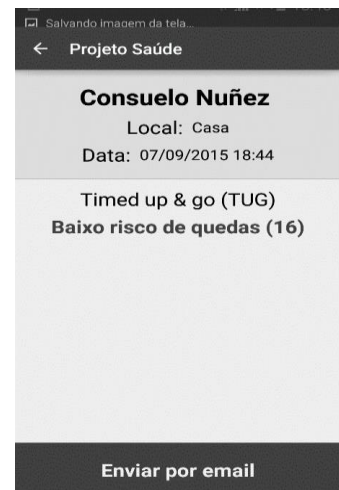 Salvando imagem da tela...
← Projeto Saúde
Consuelo Nuñez
Local: Casa
Data: 07/09/2015 18:44
Timed up & go (TUG)
Baixo risco de quedas (16)
Enviar por email